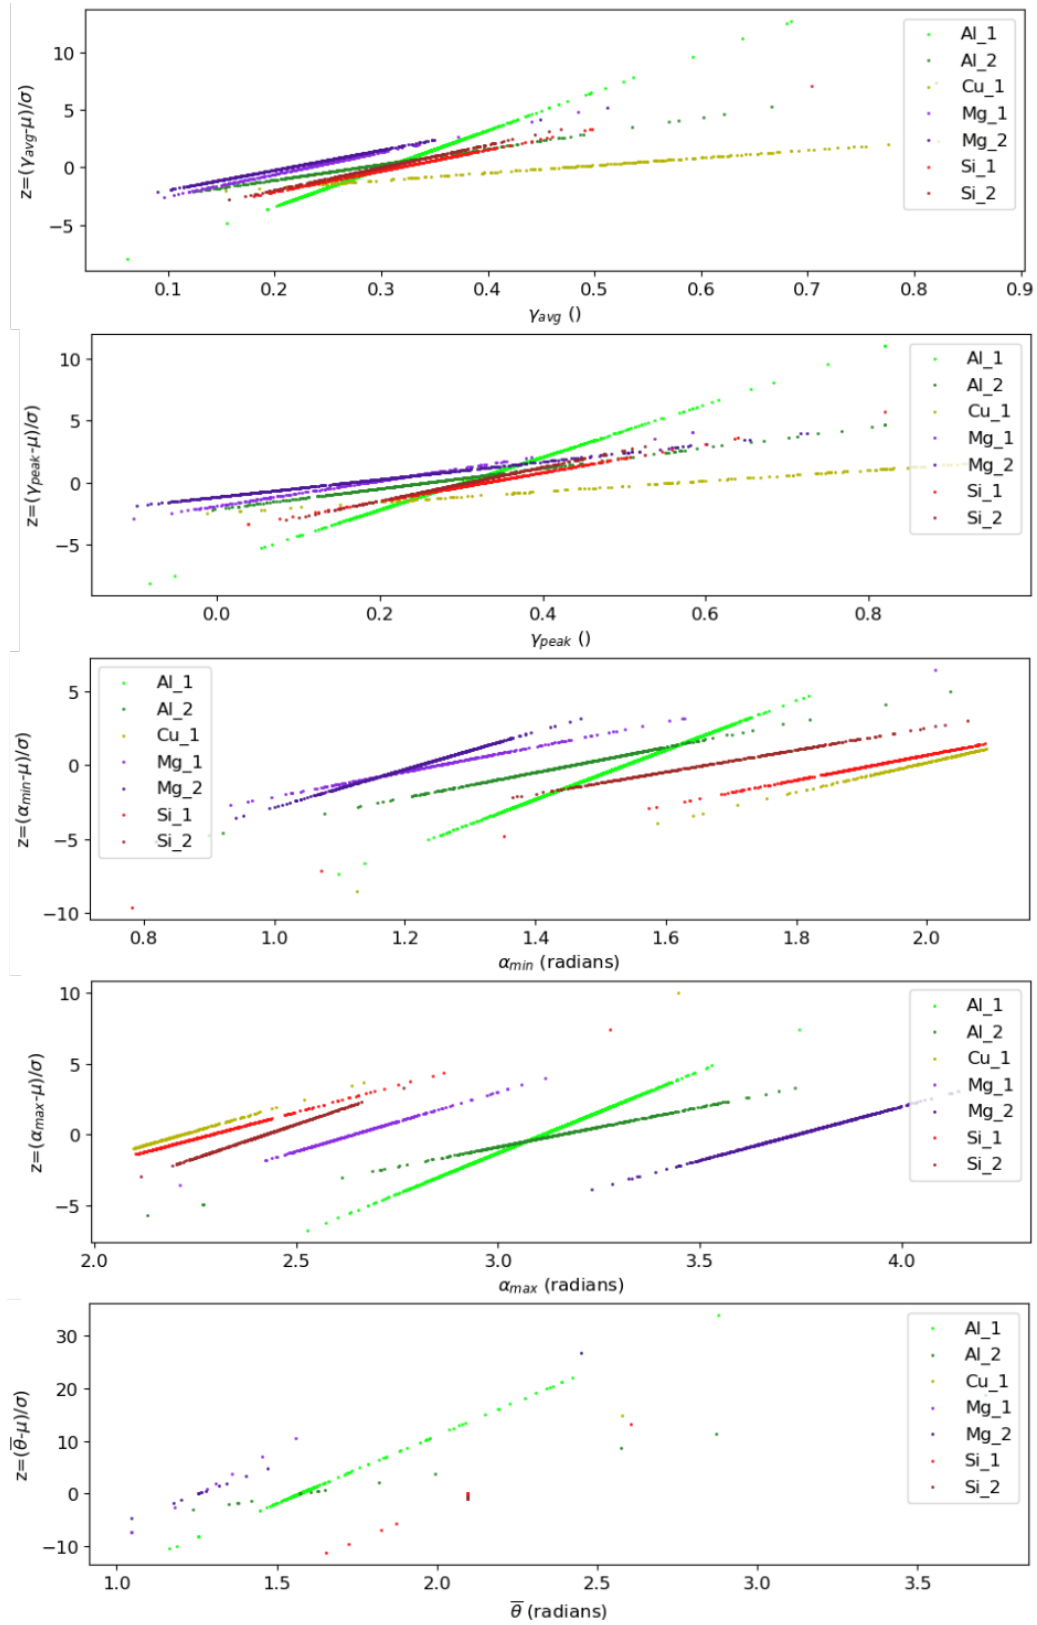 10
5
0
−5
z=(γavg-μ)/σ)
Al_1
Al_2
Cu_1
Mg_1
Mg_2
Si_1
Si_2
0.1 0.2 0.3 0.4 0.5 0.6 0.7 0.8 0.9
γavg ()
10
5
0
−5
z=(γpeak-μ)/σ)
Al_1
Al_2
Cu_1
Mg_1
Mg_2
Si_1
Si_2
0.0 0.2 0.4 0.6 0.8
γpeak ()
5
0
−5
−10
z=(αmin-μ)/σ)
Al_1
Al_2
Cu_1
Mg_1
Mg_2
Si_1
Si_2
0.8 1.0 1.2 1.4 1.6 1.8 2.0
αmin (radians)
10
5
0
−5
z=(αmax-μ)/σ)
Al_1
Al_2
Cu_1
Mg_1
Mg_2
Si_1
Si_2
2.0 2.5 3.0 3.5 4.0
αmax (radians)
30
20
10
0
−10
z=(θ̅-μ)/σ)
Al_1
Al_2
Cu_1
Mg_1
Mg_2
Si_1
Si_2
1.0 1.5 2.0 2.5 3.0 3.5
θ̅ (radians)